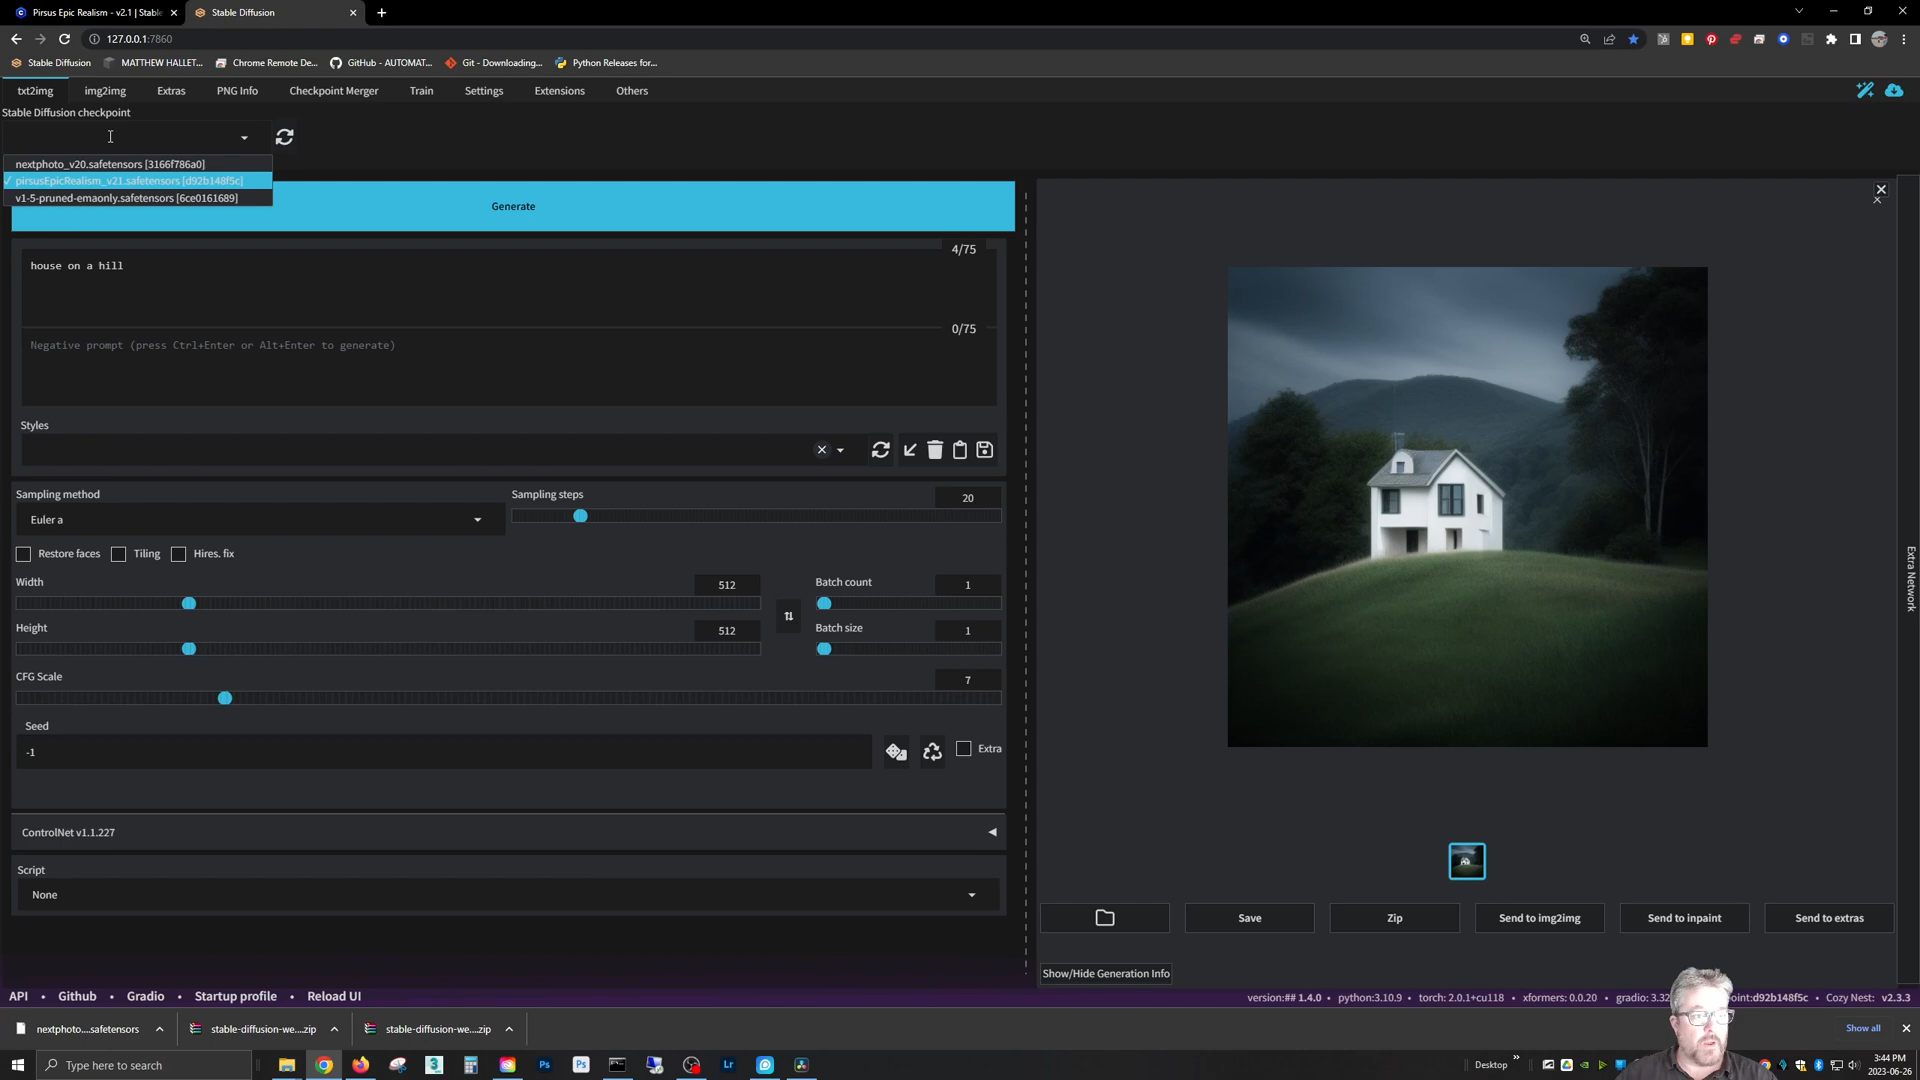 Pirsus Epic Realism - v2.1 | Stable
Stable Diffusion
127.0.0.1:7860
Stable Diffusion
MATTHEW HALLET...
Chrome Remote De...
GitHub - AUTOMAT...
Git - Downloading...
Python Releases for...
txt2img
img2img
Extras
PNG Info
Checkpoint Merger
Train
Settings
Extensions
Others
Stable Diffusion checkpoint
nextphoto_v20.safetensors [3166f786a0]
✓ pirsusEpicRealism_v21.safetensors [d92b148f5c]
v1-5-pruned-emaonly.safetensors [6ce0161689]
Generate
4/75
house on a hill
0/75
Negative prompt (press Ctrl+Enter or Alt+Enter to generate)
Styles
Sampling method
Sampling steps
20
Euler a
Restore faces
Tiling
Hires. fix
Width
512
Batch count
1
Height
512
Batch size
1
CFG Scale
7
Seed
-1
Extra
ControlNet v1.1.227
Script
None
Extra Network
Save
Zip
Send to img2img
Send to inpaint
Send to extras
Show/Hide Generation Info
API • Github • Gradio • Startup profile • Reload UI
version:## 1.4.0 • python:3.10.9 • torch: 2.0.1+cu118 • xformers: 0.0.20 • gradio: 3.32
point:d92b148f5c • Cozy Nest: v2.3.3
nextphoto....safetensors
stable-diffusion-we....zip
stable-diffusion-we....zip
Show all
Type here to search
3
Ps
Ps
Lr
Desktop
3:44 PM
2023-06-26